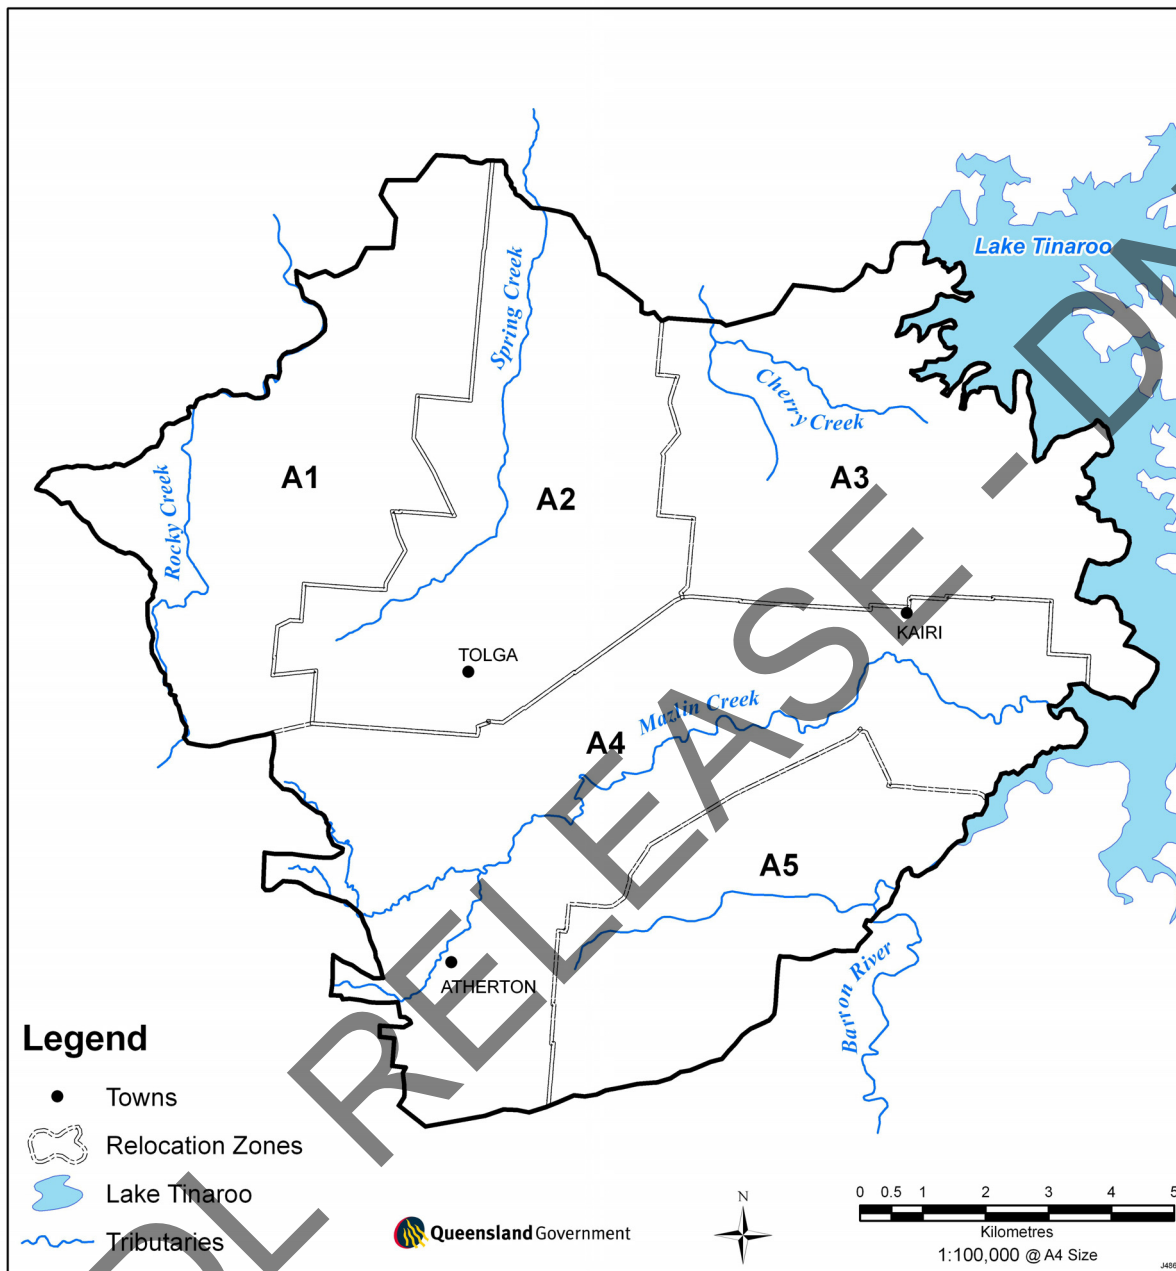 Lake Tinaroo
Spring Creek
Cherry Creek
A1
A2
A3
Rocky Creek
KAIRI
TOLGA
Mazlin Creek
A4
A5
ATHERTON
Barron River
Legend
Towns
Relocation Zones
Lake Tinaroo
Tributaries
Queensland Government
N
0 0.5 1 2 3 4 5
Kilometres
1:100,000 @ A4 Size
RELEASE -